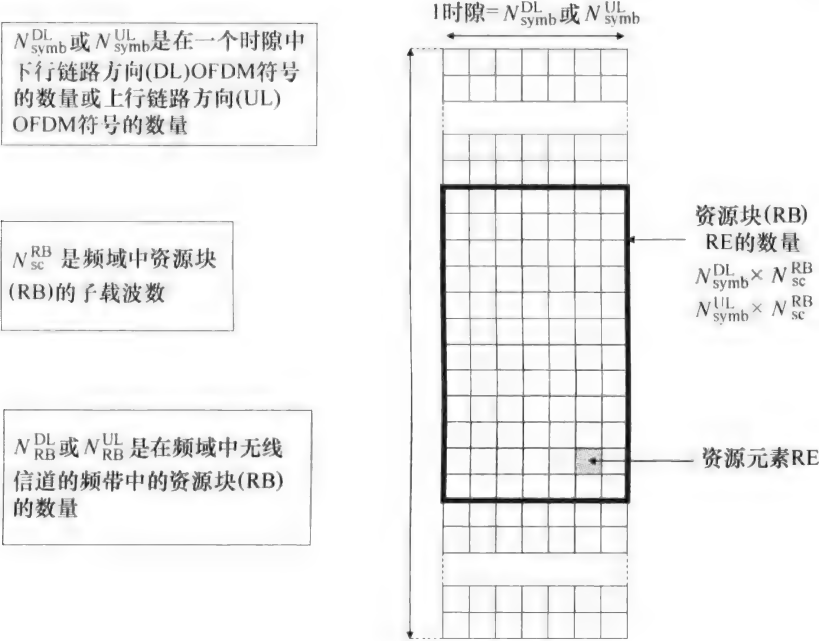 1时隙= N_symb^DL 或 N_symb^UL
N_symb^DL 或 N_symb^UL 是在一个时隙中
下行链路方向(DL)OFDM符号
的数量或上行链路方向(UL)
OFDM符号的数量
N_sc^RB 是频域中资源块
(RB)的子载波数
N_RB^DL 或 N_RB^UL 是在频域中无线
信道的频带中的资源块(RB)
的数量
资源块(RB)
RE的数量
N_symb^DL × N_sc^RB
N_symb^UL × N_sc^RB
资源元素RE